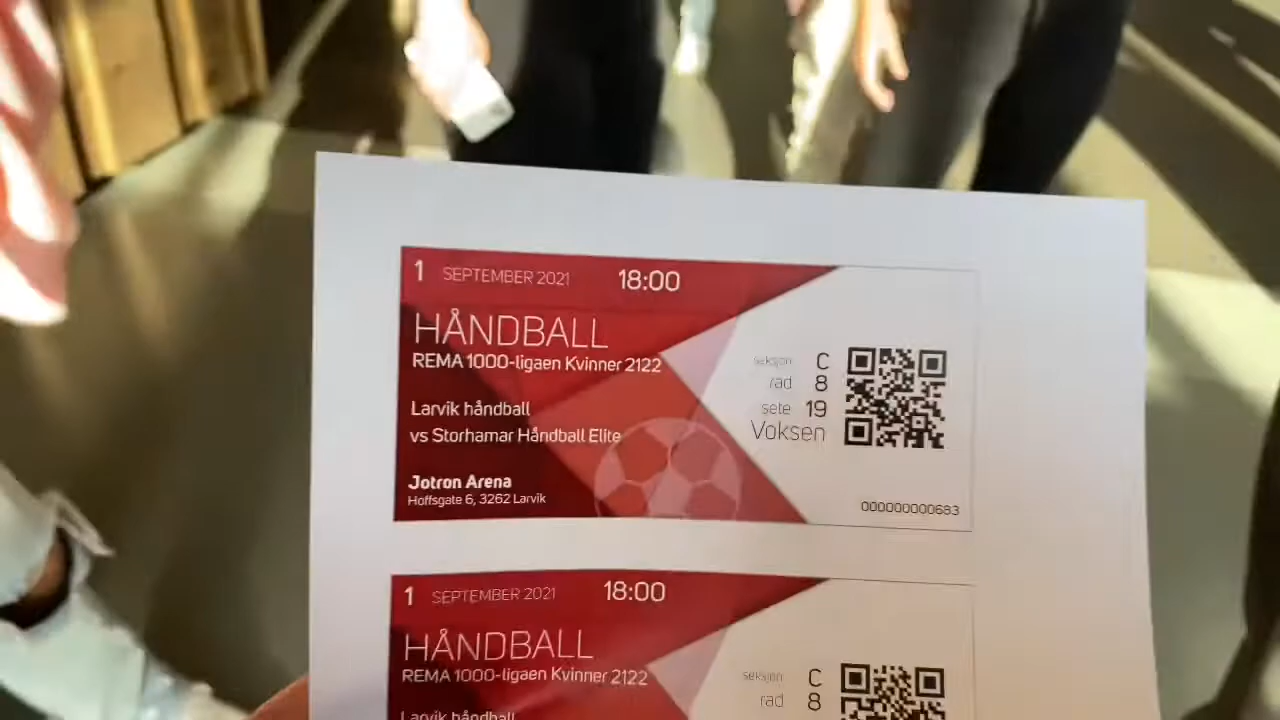 1 SEPTEMBER 2021 18:00
HÅNDBALL
REMA 1000-ligaen Kvinner 2122
Larvik håndball
vs Storhamar Håndball Elite
Jotron Arena
Hoffsgate 6, 3262 Larvik
seksjon C
rad 8
sete 19
Voksen
000000000683
1 SEPTEMBER 2021 18:00
HÅNDBALL
REMA 1000-ligaen Kvinner 2122
Larvik håndball
seksjon C
rad 8